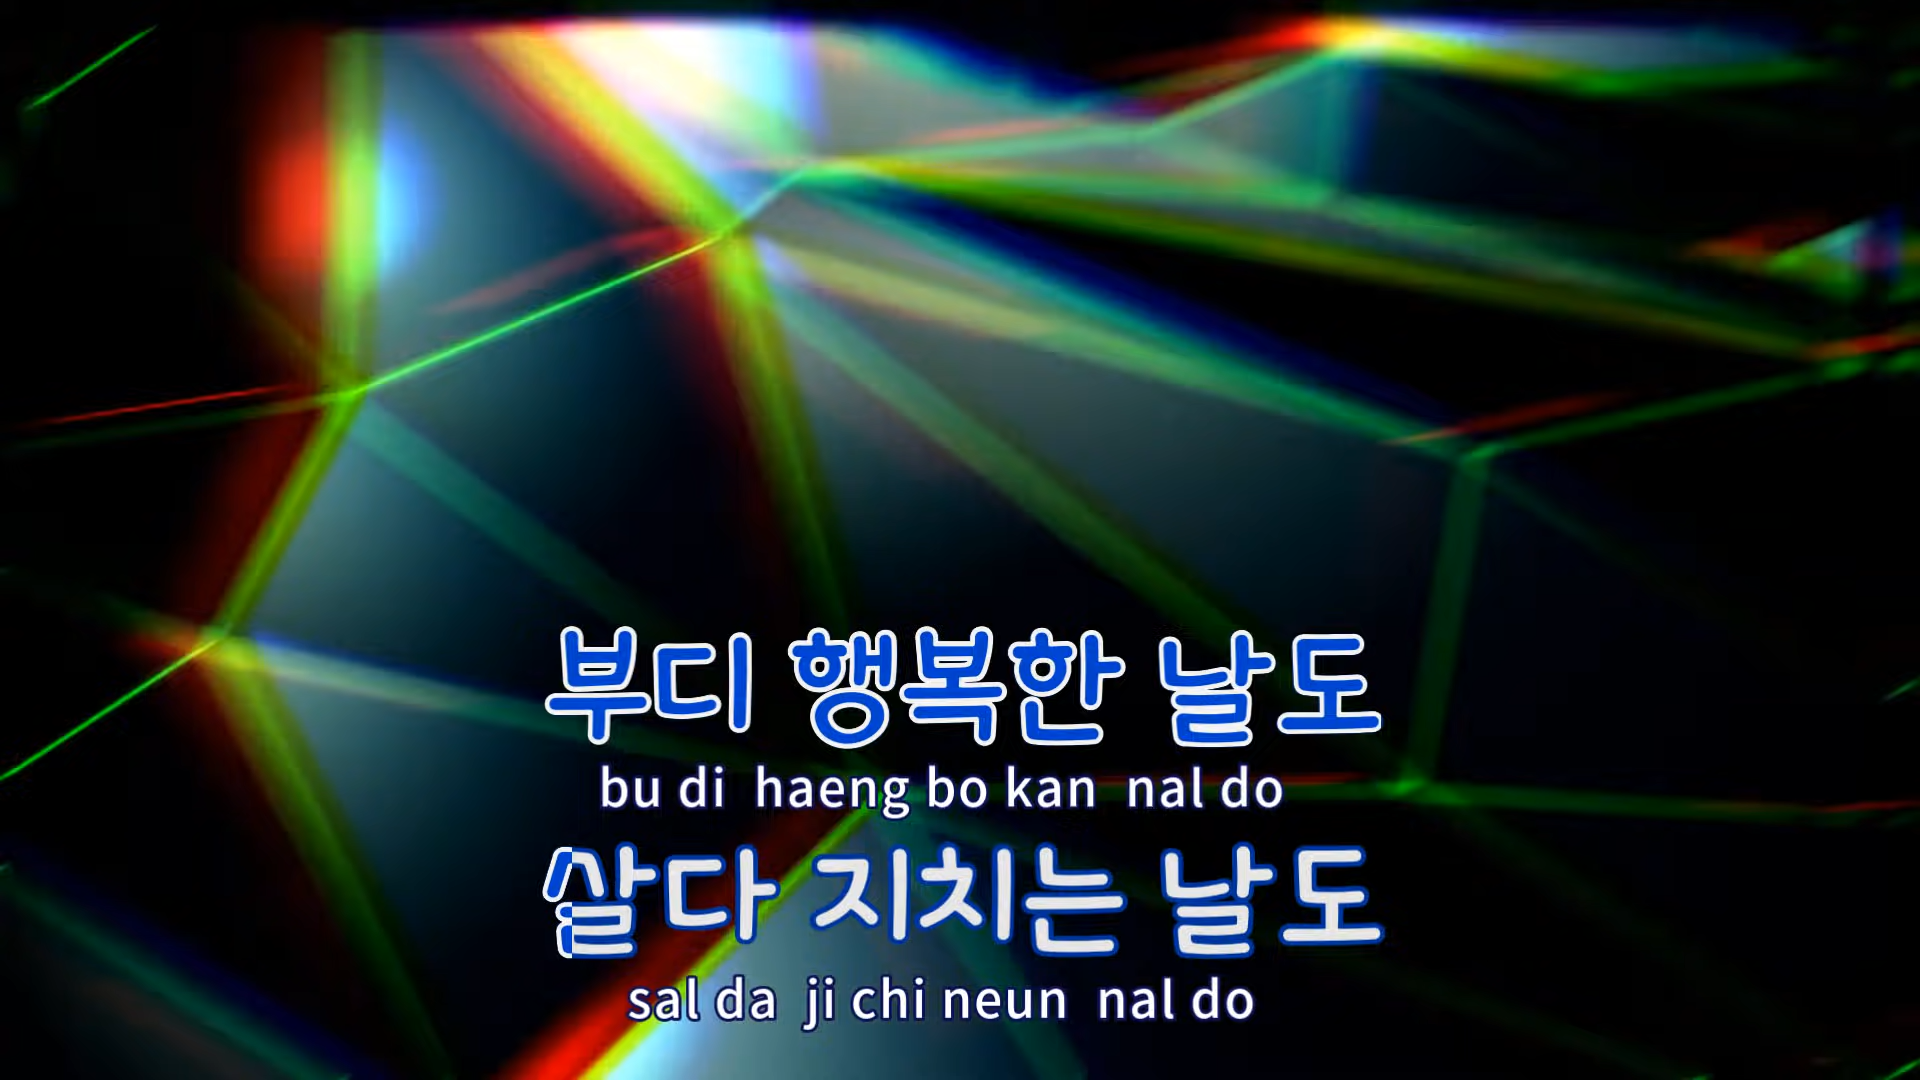 부디 행복한 날도
bu di haeng bo kan nal do
살다 지치는 날도
sal da ji chi neun nal do